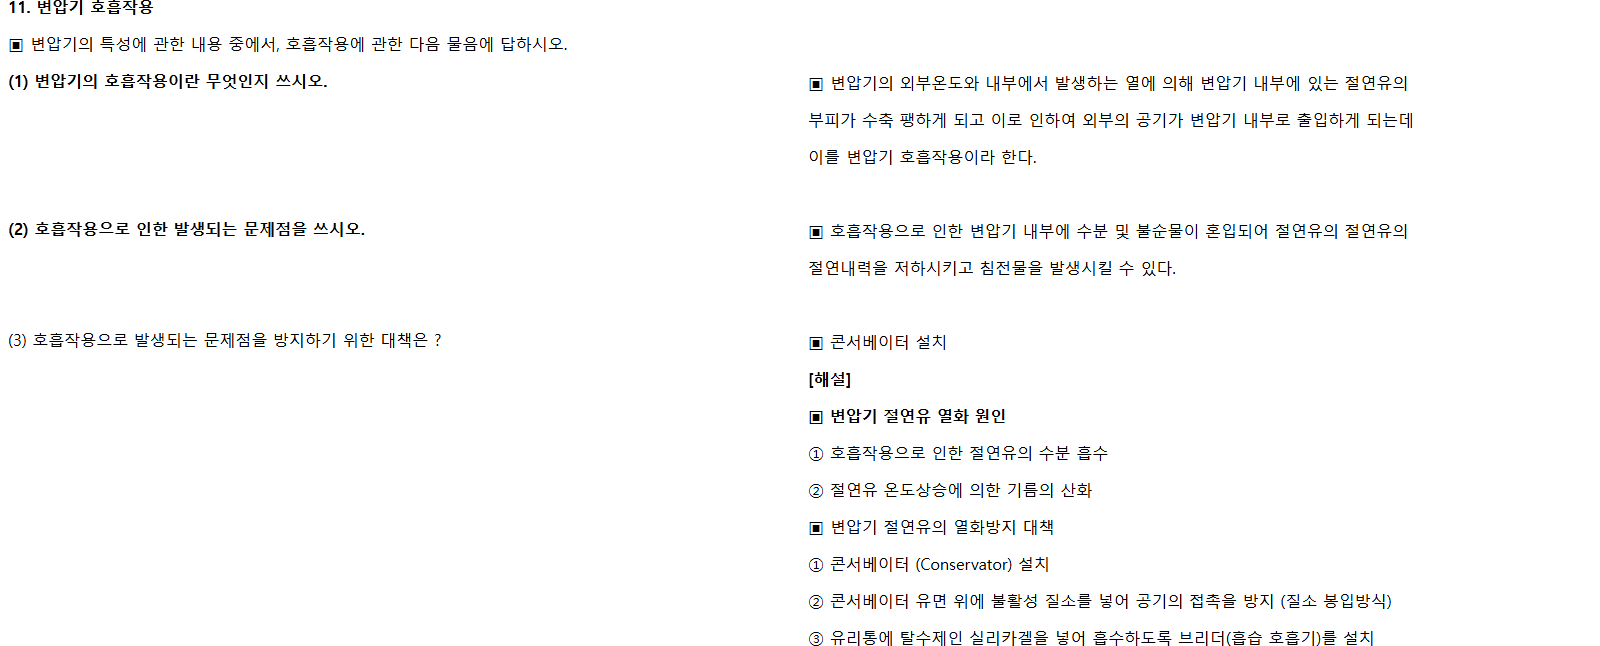 11. 변압기 호흡작용
▣ 변압기의 특성에 관한 내용 중에서, 호흡작용에 관한 다음 물음에 답하시오.
(1) 변압기의 호흡작용이란 무엇인지 쓰시오.
▣ 변압기의 외부온도와 내부에서 발생하는 열에 의해 변압기 내부에 있는 절연유의
부피가 수축 팽하게 되고 이로 인하여 외부의 공기가 변압기 내부로 출입하게 되는데
이를 변압기 호흡작용이라 한다.
(2) 호흡작용으로 인한 발생되는 문제점을 쓰시오.
▣ 호흡작용으로 인한 변압기 내부에 수분 및 불순물이 혼입되어 절연유의 절연유의
절연내력을 저하시키고 침전물을 발생시킬 수 있다.
(3) 호흡작용으로 발생되는 문제점을 방지하기 위한 대책은 ?
▣ 콘서베이터 설치
[해설]
▣ 변압기 절연유 열화 원인
① 호흡작용으로 인한 절연유의 수분 흡수
② 절연유 온도상승에 의한 기름의 산화
▣ 변압기 절연유의 열화방지 대책
① 콘서베이터 (Conservator) 설치
② 콘서베이터 유면 위에 불활성 질소를 넣어 공기의 접촉을 방지 (질소 봉입방식)
③ 유리통에 탈수제인 실리카겔을 넣어 흡수하도록 브리더(흡습 호흡기)를 설치